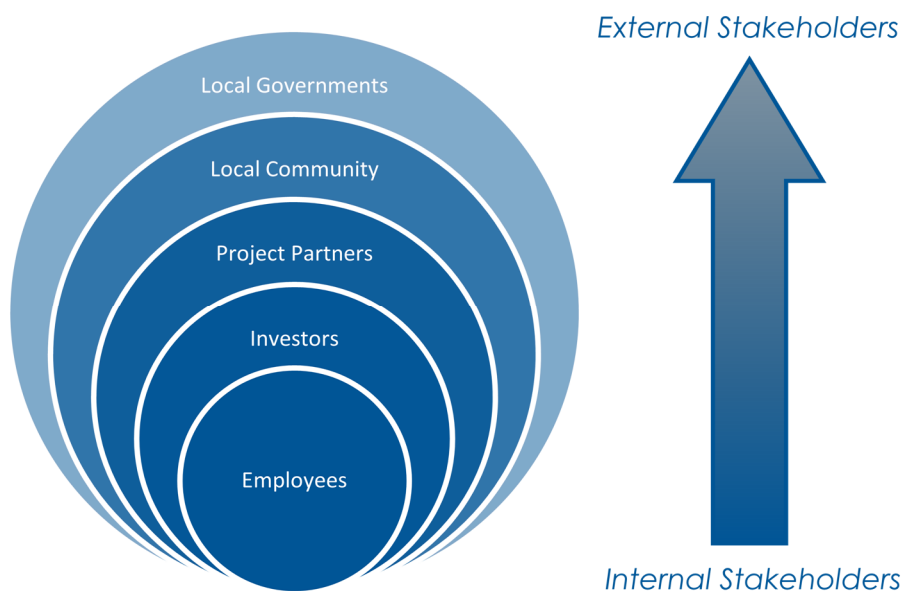 External Stakeholders
Local Governments
Local Community
Project Partners
Investors
Employees
Internal Stakeholders